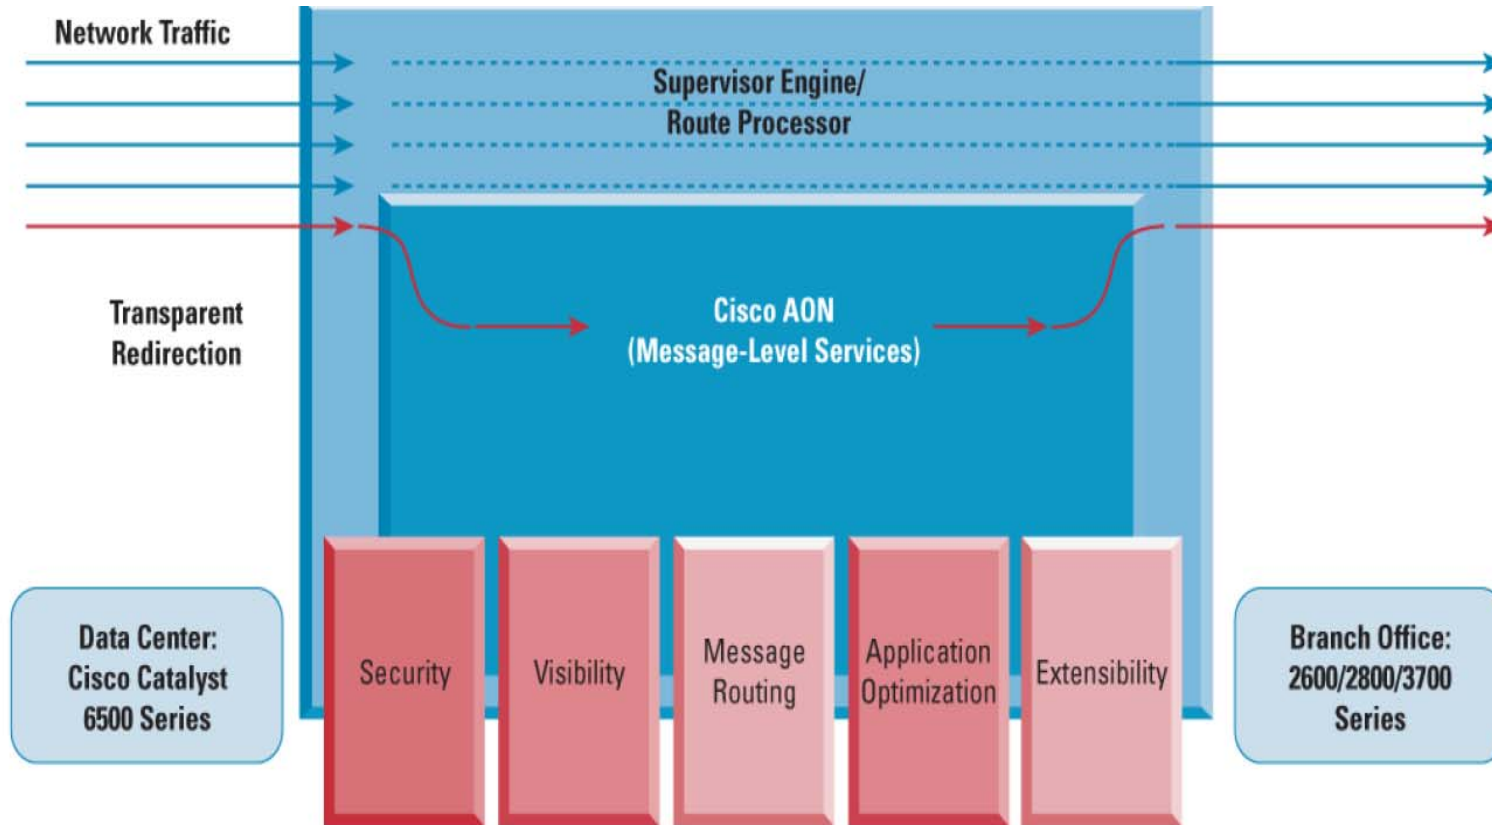 Network Traffic
Supervisor Engine/
Route Processor
Transparent
Redirection
Cisco AON
(Message-Level Services)
Data Center:
Cisco Catalyst
6500 Series
Security
Visibility
Message
Routing
Application
Optimization
Extensibility
Branch Office:
2600/2800/3700
Series